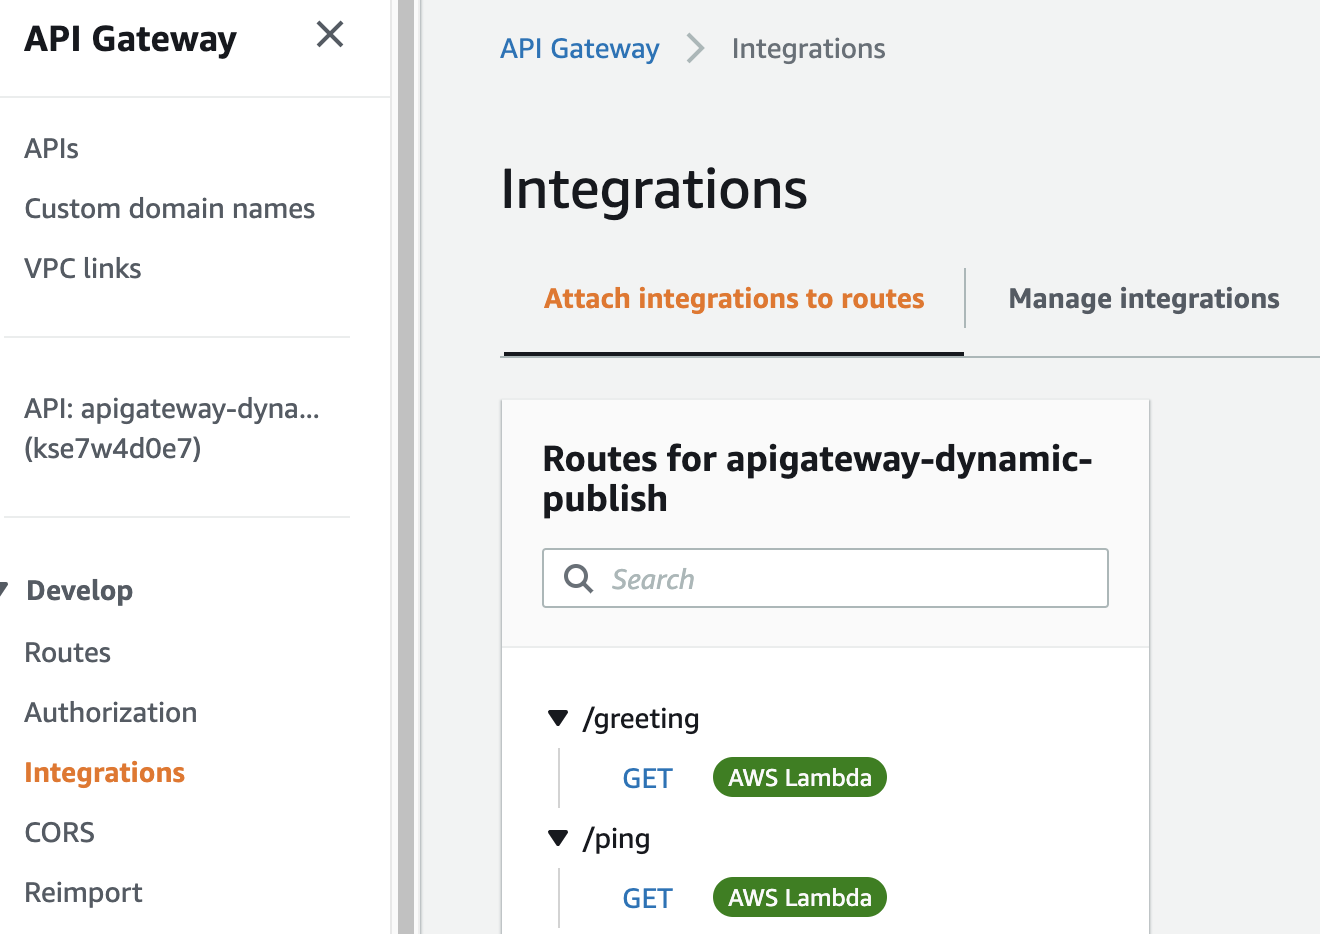 API Gateway
APIs
Custom domain names
VPC links
API: apigateway-dyna...
(kse7w4d0e7)
Develop
Routes
Authorization
Integrations
CORS
Reimport
API Gateway
Integrations
Integrations
Attach integrations to routes
Manage integrations
Routes for apigateway-dynamic-
publish
Search
/greeting
GET AWS Lambda
/ping
GET AWS Lambda